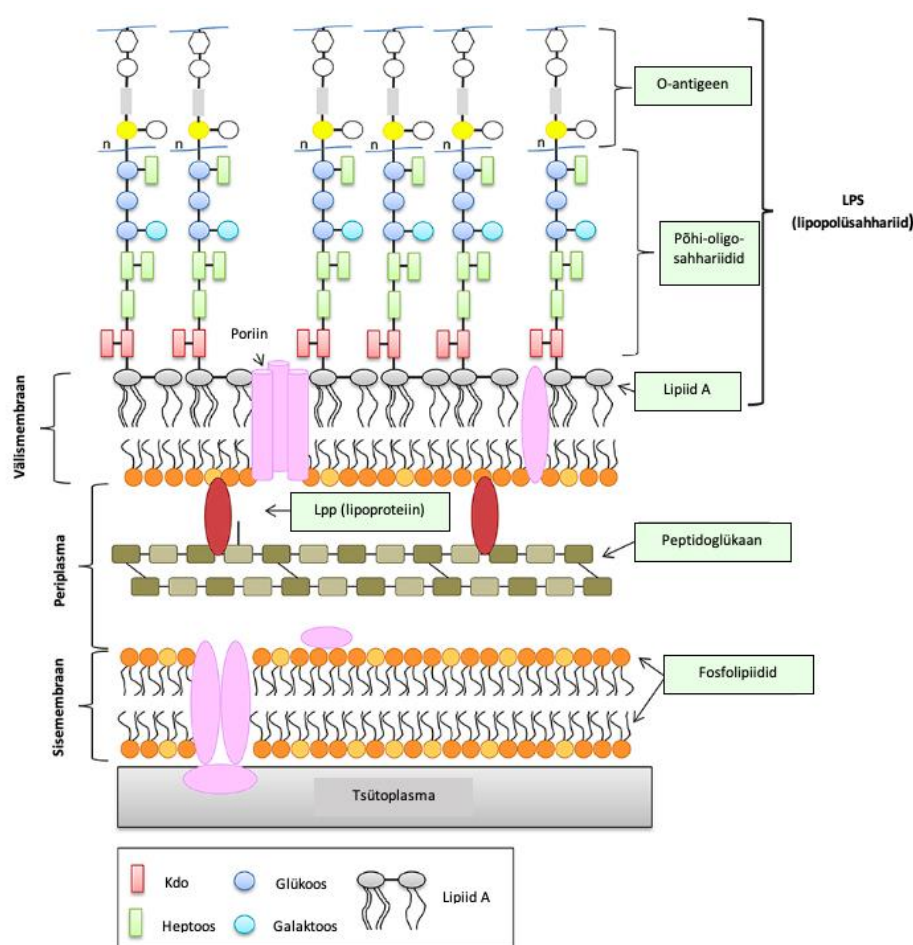 O-antigeen
n
n
n
n
n
n
LPS
(lipopolüsahhariid)
Põhi-oligo-
sahhariidid
Poriin
Lipiid A
Välismembraan
Lpp (lipoproteiin)
Peptidoglükaan
Periplasma
Fosfolipiidid
Sisemembraan
Tsütoplasma
Kdo
Glükoos
Lipiid A
Heptoos
Galaktoos